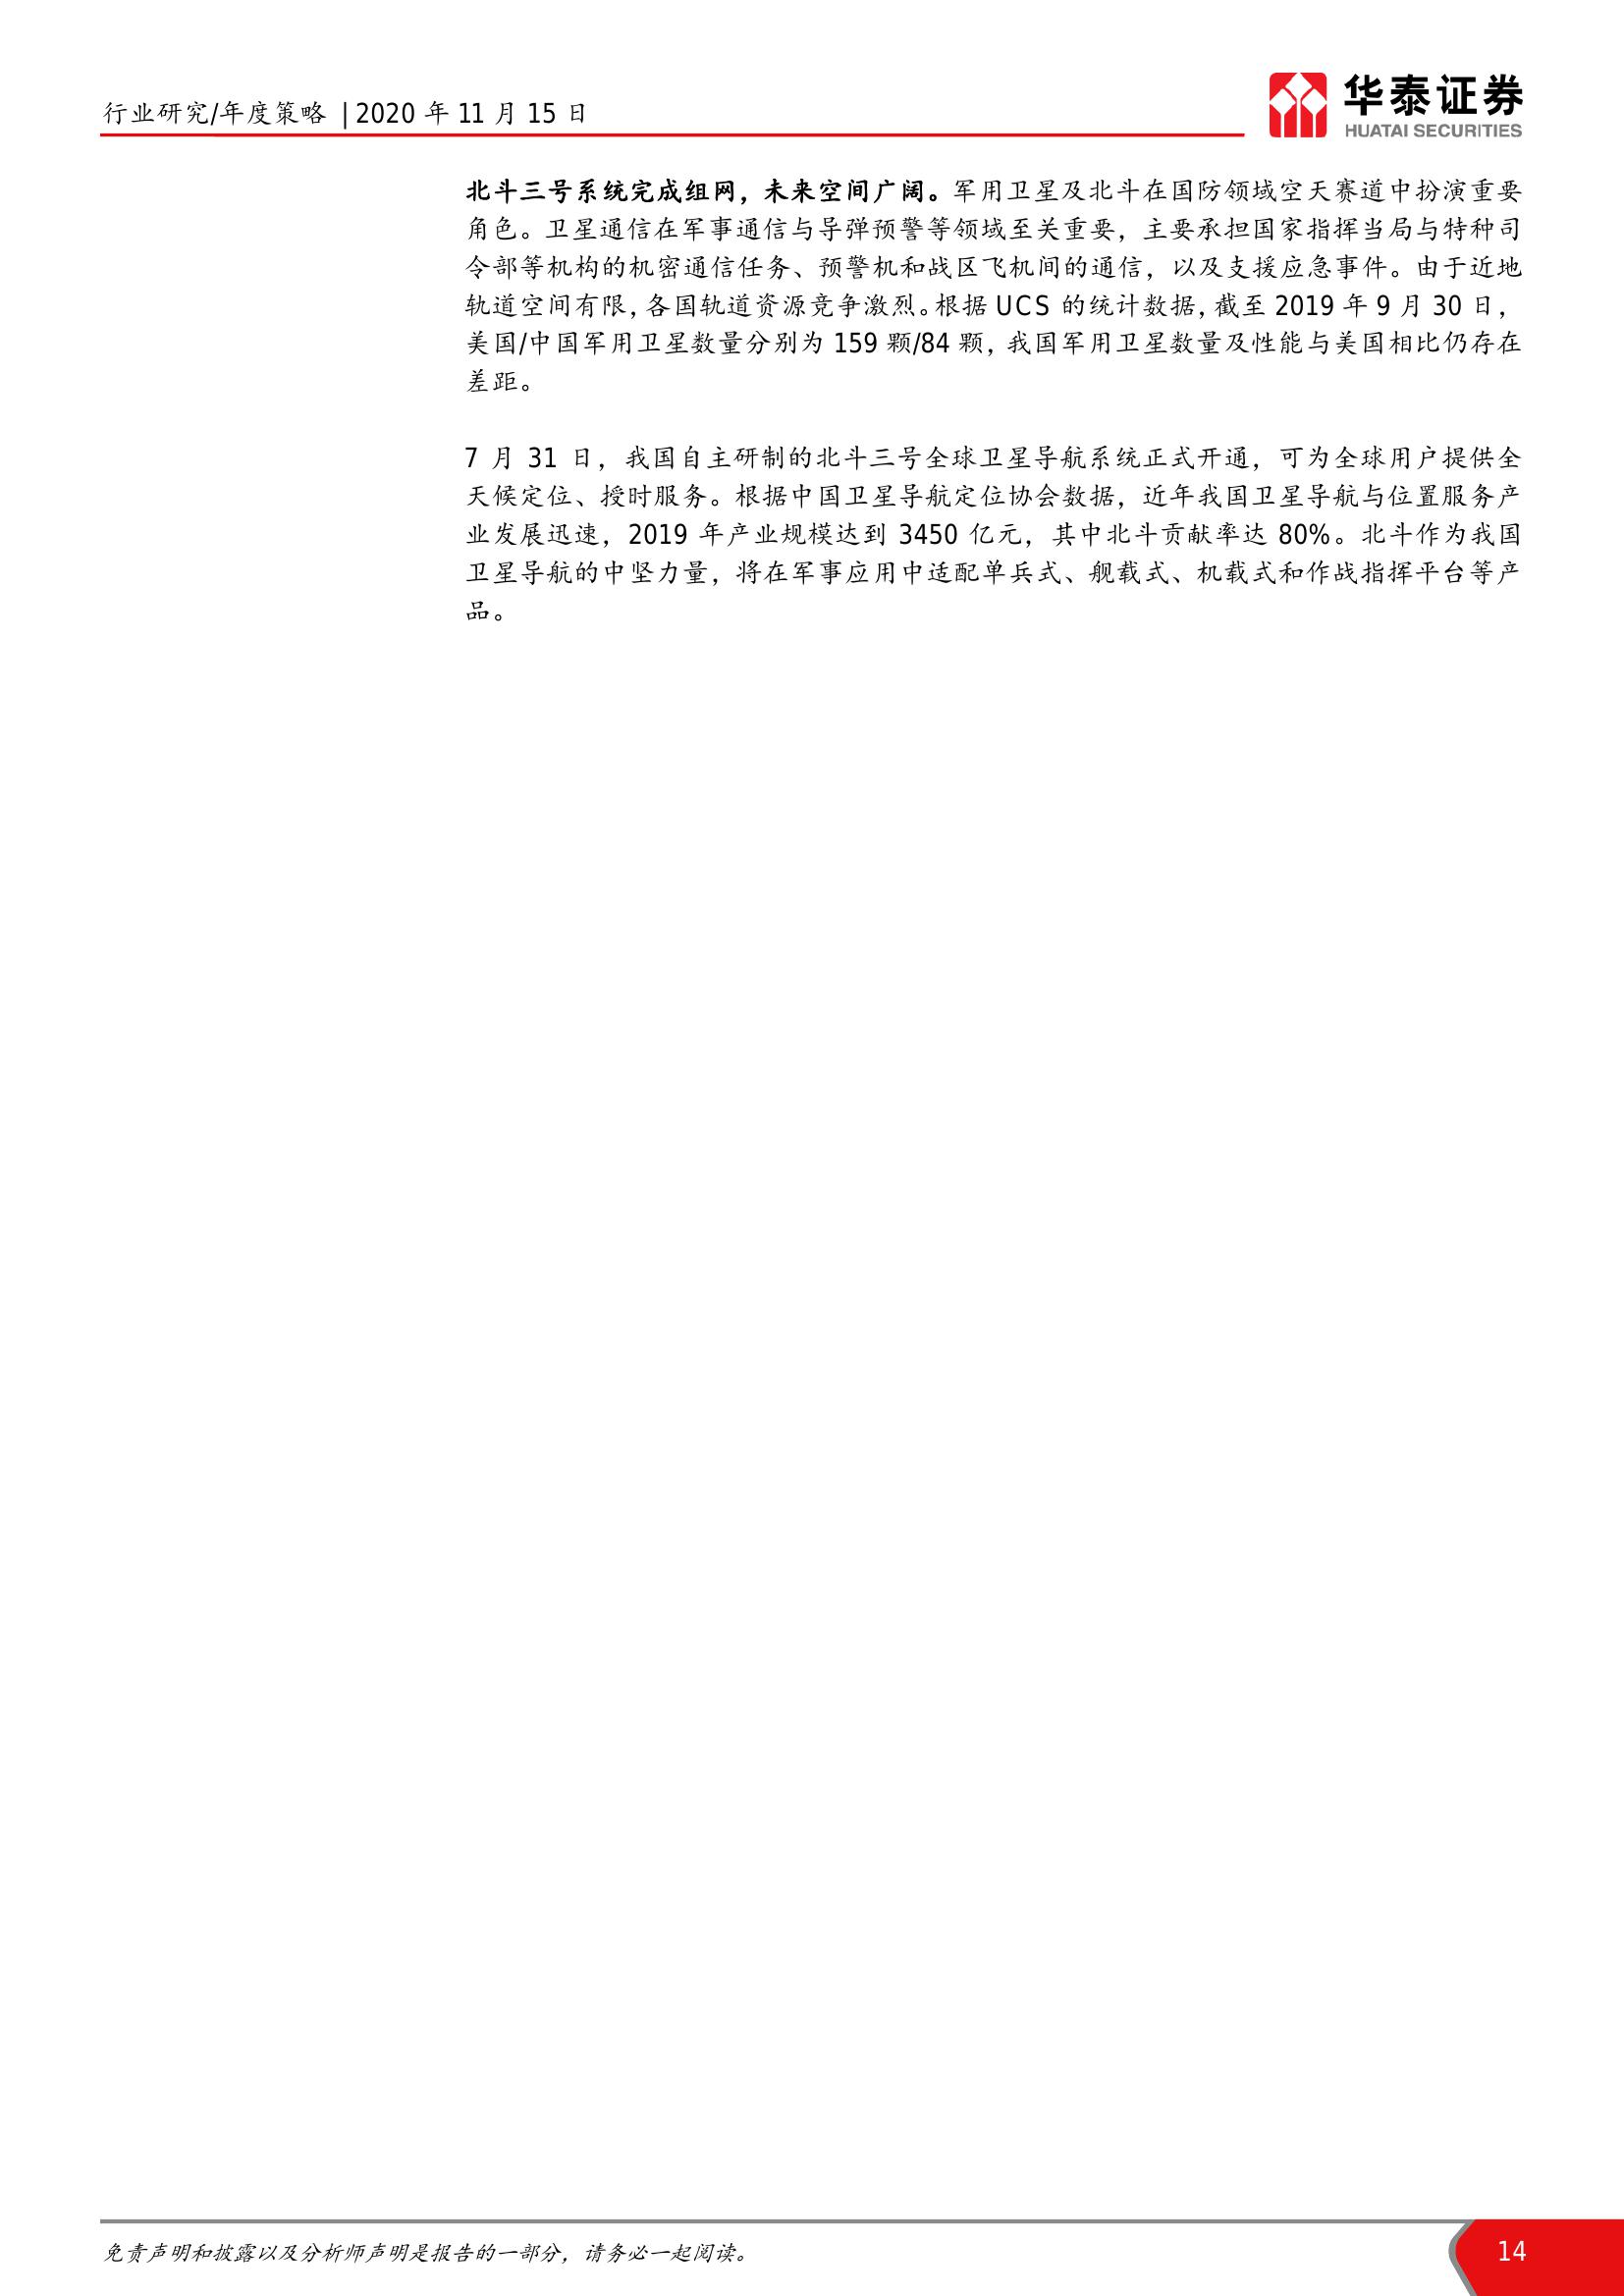 行业研究/年度策略 | 2020 年 11 月 15 日
华泰证券
HUATAI SECURITIES
北斗三号系统完成组网，未来空间广阔。军用卫星及北斗在国防领域空天赛道中扮演重要
角色。卫星通信在军事通信与导弹预警等领域至关重要，主要承担国家指挥当局与特种司
令部等机构的机密通信任务、预警机和战区飞机间的通信，以及支援应急事件。由于近地
轨道空间有限，各国轨道资源竞争激烈。根据 UCS 的统计数据，截至 2019 年 9 月 30 日，
美国/中国军用卫星数量分别为 159 颗/84 颗，我国军用卫星数量及性能与美国相比仍存在
差距。
7 月 31 日，我国自主研制的北斗三号全球卫星导航系统正式开通，可为全球用户提供全
天候定位、授时服务。根据中国卫星导航定位协会数据，近年我国卫星导航与位置服务产
业发展迅速，2019 年产业规模达到 3450 亿元，其中北斗贡献率达 80%。北斗作为我国
卫星导航的中坚力量，将在军事应用中适配单兵式、舰载式、机载式和作战指挥平台等产
品。
免责声明和披露以及分析师声明是报告的一部分，请务必一起阅读。
14